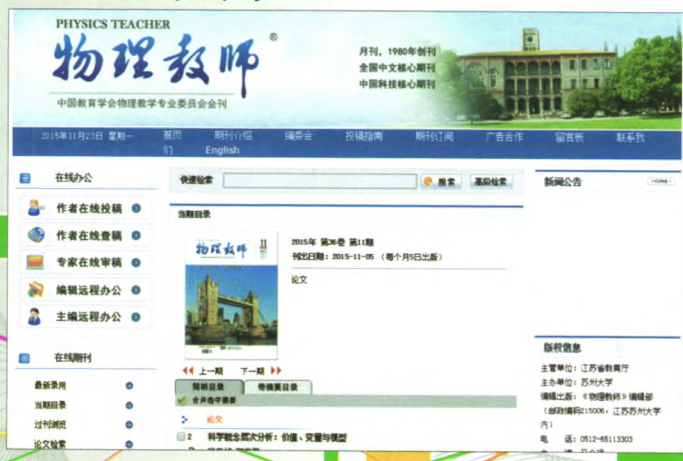 PHYSICS TEACHER
物理教师®
中国教育学会物理教学专业委员会会刊
月刊，1980年创刊
全国中文核心期刊
中国科技核心期刊
2015年11月23日 星期一 首页 期刊介绍 编委会 投稿指南 期刊订阅 广告合作 留言板 联系我
们 English
在线办公
作者在线投稿
作者在线查稿
专家在线审稿
编辑远程办公
主编远程办公
在线期刊
最新录用
当期目录
过刊浏览
论文检索
快速检索 搜索 高级检索
当期目录
物理教师 11
2015年 第36卷 第11期
刊出日期：2015-11-05 （每个月5日出版）
论文
上一期 下一期
简明目录 带摘要目录
合并选中摘要
论文
2 科学概念层次分析：价值、变量与模型
新闻公告
版权信息
主管单位：江苏省教育厅
主办单位：苏州大学
编辑出版：《物理教师》编辑部
（邮政编码215006，江苏苏州大学
内）
电 话：0512-65113303